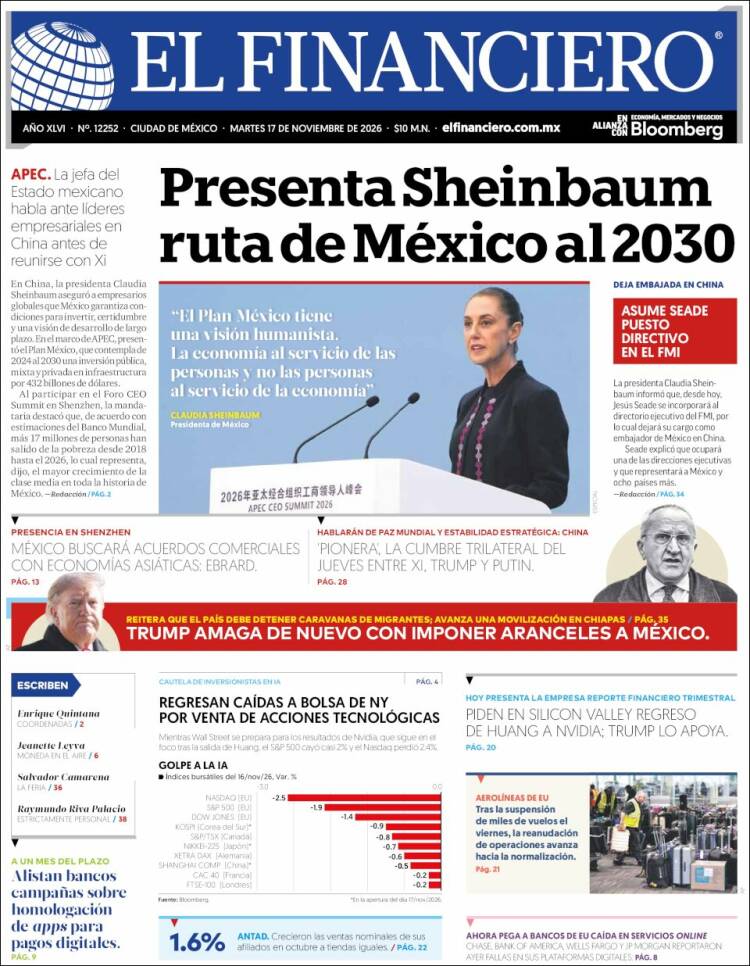 EL FINANCIERO®
AÑO XLVI · Nº. 12252 · CIUDAD DE MÉXICO · MARTES 17 DE NOVIEMBRE DE 2026 · $10 M.N. · elfinanciero.com.mx
EN ALIANZA CON
ECONOMÍA, MERCADOS Y NEGOCIOS
Bloomberg
APEC. La jefa del
Estado mexicano
habla ante líderes
empresariales en
China antes de
reunirse con Xi
Presenta Sheinbaum
ruta de México al 2030
En China, la presidenta Claudia
Sheinbaum aseguró a empresarios
globales que México garantiza con-
diciones para invertir, certidumbre
y una visión de desarrollo de largo
plazo. En el marco de APEC, presen-
tó el Plan México, que contempla de
2024 al 2030 una inversión pública,
mixta y privada en infraestructura
por 432 billones de dólares.
Al participar en el Foro CEO
Summit en Shenzhen, la manda-
taria destacó que, de acuerdo con
estimaciones del Banco Mundial,
más 17 millones de personas han
salido de la pobreza desde 2018
hasta el 2026, lo cual representa,
dijo, el mayor crecimiento de la
clase media en toda la historia de
México. —Redacción / PÁG. 2
“El Plan México tiene
una visión humanista.
La economía al servicio de las
personas y no las personas
al servicio de la economía”
CLAUDIA SHEINBAUM
Presidenta de México
2026年亚太经合组织工商领导人峰会
APEC CEO SUMMIT 2026
ESPECIAL
DEJA EMBAJADA EN CHINA
ASUME SEADE
PUESTO
DIRECTIVO
EN EL FMI
La presidenta Claudia Shein-
baum informó que, desde hoy,
Jesús Seade se incorporará al
directorio ejecutivo del FMI, por
lo cual dejará su cargo como
embajador de México en China.
Seade explicó que ocupará
una de las direcciones ejecutivas
y que representará a México y
ocho países más.
—Redacción / PÁG. 34
PRESENCIA EN SHENZHEN
MÉXICO BUSCARÁ ACUERDOS COMERCIALES
CON ECONOMÍAS ASIÁTICAS: EBRARD.
PÁG. 13
HABLARÁN DE PAZ MUNDIAL Y ESTABILIDAD ESTRATÉGICA: CHINA
‘PIONERA’, LA CUMBRE TRILATERAL DEL
JUEVES ENTRE XI, TRUMP Y PUTIN.
PÁG. 28
REITERA QUE EL PAÍS DEBE DETENER CARAVANAS DE MIGRANTES; AVANZA UNA MOVILIZACIÓN EN CHIAPAS / PÁG. 35
TRUMP AMAGA DE NUEVO CON IMPONER ARANCELES A MÉXICO.
ESCRIBEN
Enrique Quintana
COORDENADAS / 2
Jeanette Leyva
MONEDA EN EL AIRE / 6
Salvador Camarena
LA FERIA / 36
Raymundo Riva Palacio
ESTRICTAMENTE PERSONAL / 38
A UN MES DEL PLAZO
Alistan bancos
campañas sobre
homologación
de apps para
pagos digitales.
PÁG. 9
CAUTELA DE INVERSIONISTAS EN IA
PÁG. 4
REGRESAN CAÍDAS A BOLSA DE NY
POR VENTA DE ACCIONES TECNOLÓGICAS
Mientras Wall Street se prepara para los resultados de Nvidia, que sigue en el
foco tras la salida de Huang, el S&P 500 cayó casi 2% y el Nasdaq perdió 2.4%.
GOLPE A LA IA
Índices bursátiles del 16/nov/26, Var. %
-3.0 0.0
NASDAQ (EU) -2.5
S&P 500 (EU) -1.9
DOW JONES (EU) -1.4
KOSPI (Corea del Sur)* -0.9
S&P/TSX (Canadá) -0.8
NIKKEI-225 (Japón)* -0.7
XETRA DAX (Alemania) -0.6
SHANGHAI COMP. (China)* -0.5
CAC 40 (Francia) -0.2
FTSE-100 (Londres) -0.2
Fuente: Bloomberg.
*En la apertura del día 17/nov/2026.
1.6%
ANTAD. Crecieron las ventas nominales de sus
afiliados en octubre a tiendas iguales. / PÁG. 22
HOY PRESENTA LA EMPRESA REPORTE FINANCIERO TRIMESTRAL
PIDEN EN SILICON VALLEY REGRESO
DE HUANG A NVIDIA; TRUMP LO APOYA.
PÁG. 20
AEROLÍNEAS DE EU
Tras la suspensión
de miles de vuelos el
viernes, la reanudación
de operaciones avanza
hacia la normalización.
Pág. 21
AHORA PEGA A BANCOS DE EU CAÍDA EN SERVICIOS ONLINE
CHASE, BANK OF AMERICA, WELLS FARGO Y JP MORGAN REPORTARON
AYER FALLAS EN SUS PLATAFORMAS DIGITALES. PÁG. 8